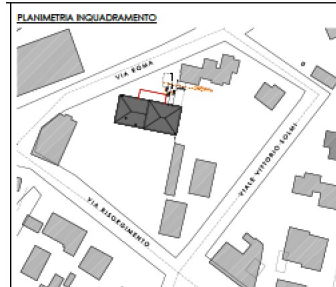 PLANIMETRIA INQUADRAMENTO
VIA ROMA
VIALE VITTORIO SOLMI
VIA RISORGIMENTO